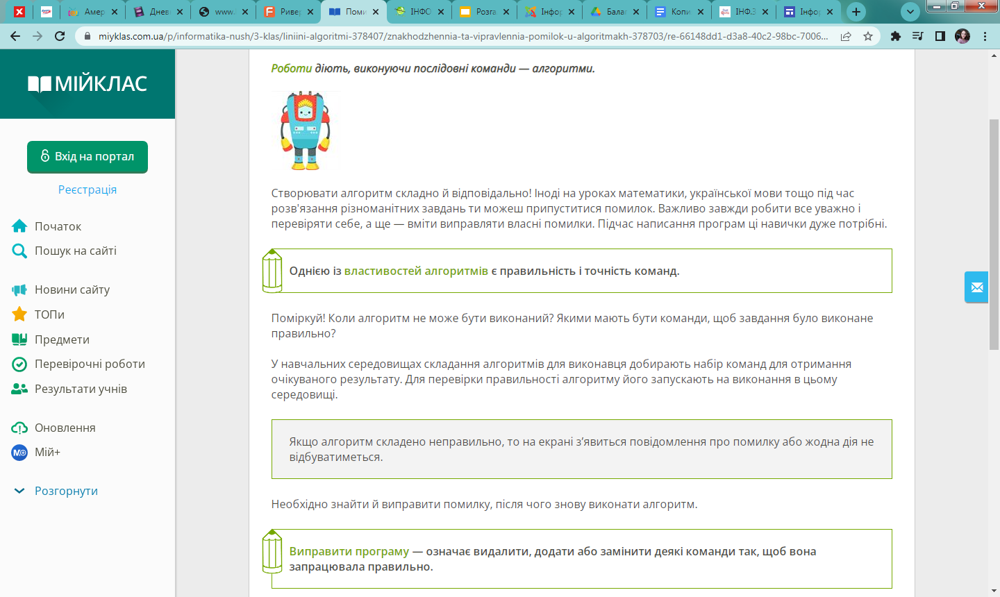 Амер
Дневн
www.
Ривер
Поми
ІНФО
Розга
Інфор
Балан
Копи
ІНФ.З
Інфор
miyklas.com.ua/p/informatika-nush/3-klas/liniini-algoritmi-378407/znakhodzhennia-ta-vipravlennia-pomilok-u-algoritmakh-378703/re-66148dd1-d3a8-40c2-98bc-7006...
МІЙКЛАС
Вхід на портал
Реєстрація
Початок
Пошук на сайті
Новини сайту
ТОПи
Предмети
Перевірочні роботи
Результати учнів
Оновлення
Мій+
Розгорнути
Роботи діють, виконуючи послідовні команди — алгоритми.
Створювати алгоритм складно й відповідально! Іноді на уроках математики, української мови тощо під час
розв'язання різноманітних завдань ти можеш припуститися помилок. Важливо завжди робити все уважно і
перевіряти себе, а ще — вміти виправляти власні помилки. Підчас написання програм ці навички дуже потрібні.
Однією із властивостей алгоритмів є правильність і точність команд.
Поміркуй! Коли алгоритм не може бути виконаний? Якими мають бути команди, щоб завдання було виконане
правильно?
У навчальних середовищах складання алгоритмів для виконавця добирають набір команд для отримання
очікуваного результату. Для перевірки правильності алгоритму його запускають на виконання в цьому
середовищі.
Якщо алгоритм складено неправильно, то на екрані з’явиться повідомлення про помилку або жодна дія не
відбуватиметься.
Необхідно знайти й виправити помилку, після чого знову виконати алгоритм.
Виправити програму — означає видалити, додати або замінити деякі команди так, щоб вона
запрацювала правильно.